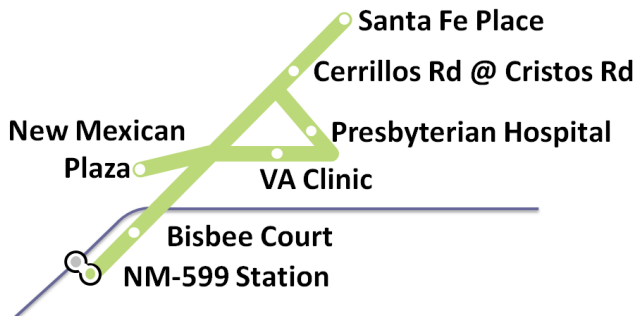 Santa Fe Place
Cerrillos Rd @ Cristos Rd
New Mexican
Plaza
Presbyterian Hospital
VA Clinic
Bisbee Court
NM-599 Station